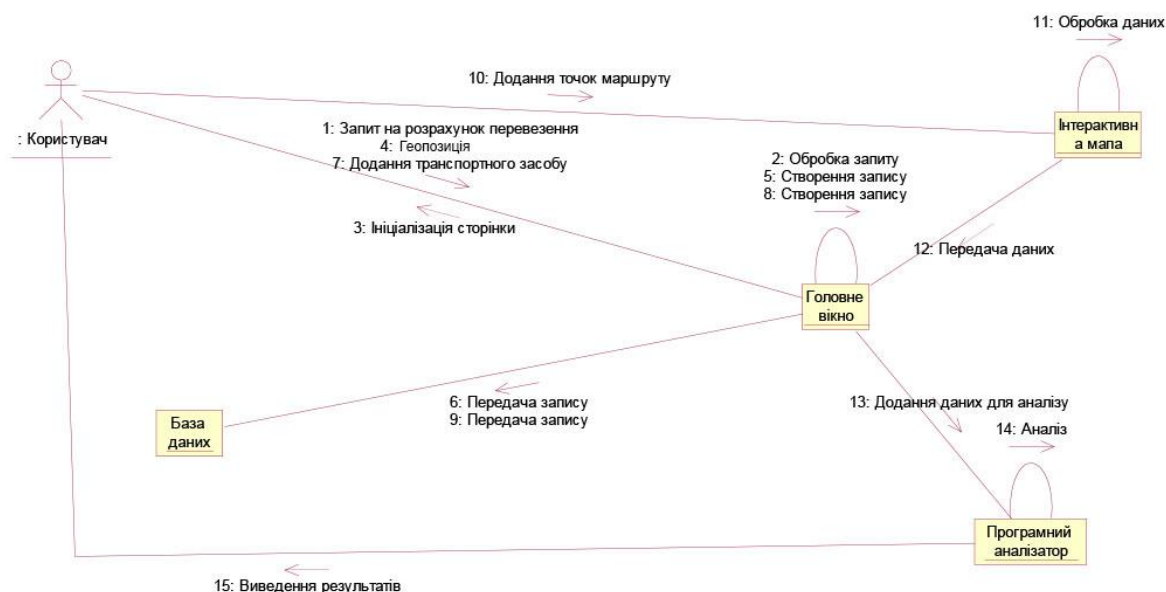 11: Обробка даних
10: Додання точок маршруту
: Користувач
Інтерактивн
а мапа
1: Запит на розрахунок перевезення
4: Геопозиція
7: Додання транспортного засобу
2: Обробка запиту
5: Створення запису
8: Створення запису
3: Ініціалізація сторінки
12: Передача даних
Головне
вікно
6: Передача запису
9: Передача запису
13: Додання даних для аналізу
База
даних
14: Аналіз
Програмний
аналізатор
15: Виведення результатів